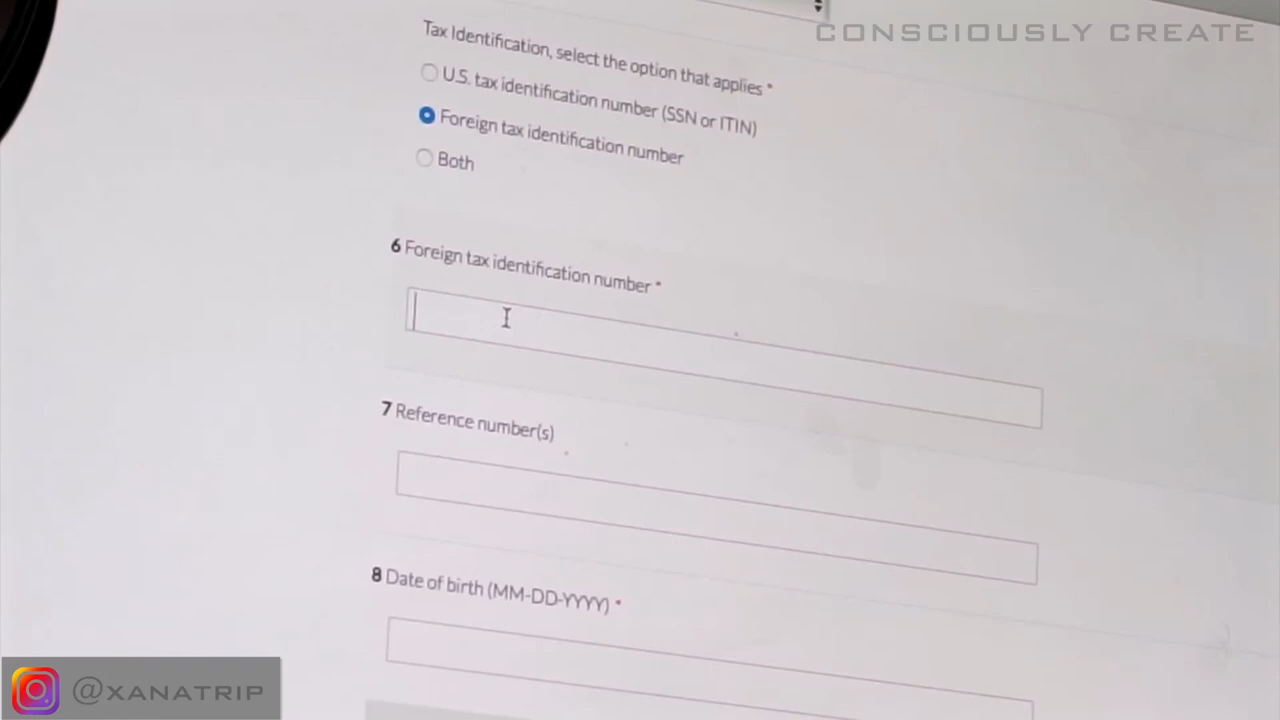 CONSCIOUSLY CREATE
Tax Identification, select the option that applies *
U.S. tax identification number (SSN or ITIN)
Foreign tax identification number
Both
6 Foreign tax identification number *
7 Reference number(s)
8 Date of birth (MM-DD-YYYY) *
@XANATRIP